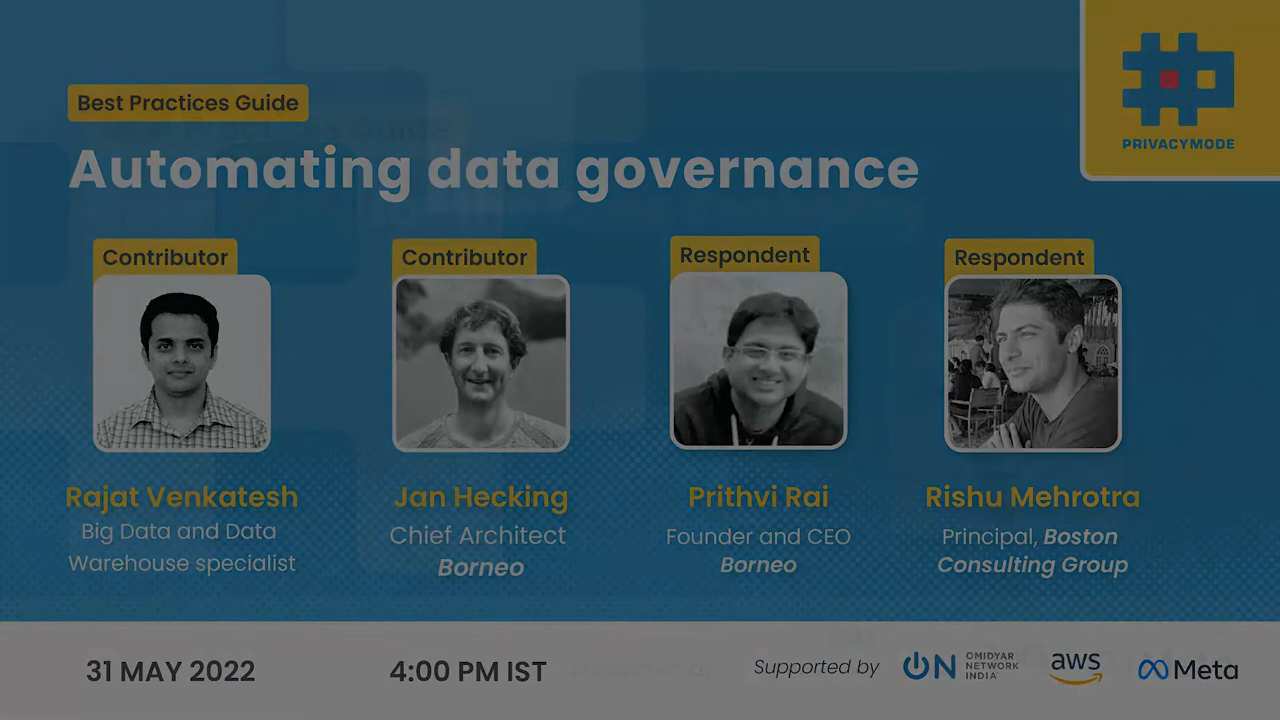 Best Practices Guide
Automating data governance
PRIVACYMODE
Contributor
Contributor
Respondent
Respondent
Rajat Venkatesh
Big Data and Data
Warehouse specialist
Jan Hecking
Chief Architect
Borneo
Prithvi Rai
Founder and CEO
Borneo
Rishu Mehrotra
Principal, Boston
Consulting Group
31 MAY 2022
4:00 PM IST
Supported by
ON
OMIDYAR
NETWORK
INDIA
aws
Meta